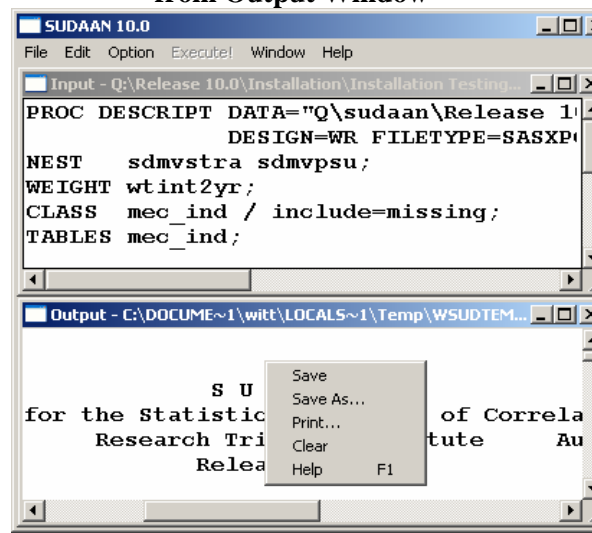 from Output Window
SUDAAN 10.0
File Edit Option Execute! Window Help
Input - Q:\Release 10.0\Installation\Installation Testing...
PROC DESCRIPT DATA="Q\sudaan\Release 1
DESIGN=WR FILETYPE=SASXP
NEST sdmvstra sdmvpsu;
WEIGHT wtint2yr;
CLASS mec_ind / include=missing;
TABLES mec_ind;
Output - C:\DOCUME~1\witt\LOCALS~1\Temp\WSUDTEM...
S U
for the Statistic of Correla
Research Tri tute Au
Relea
Save
Save As...
Print...
Clear
Help F1